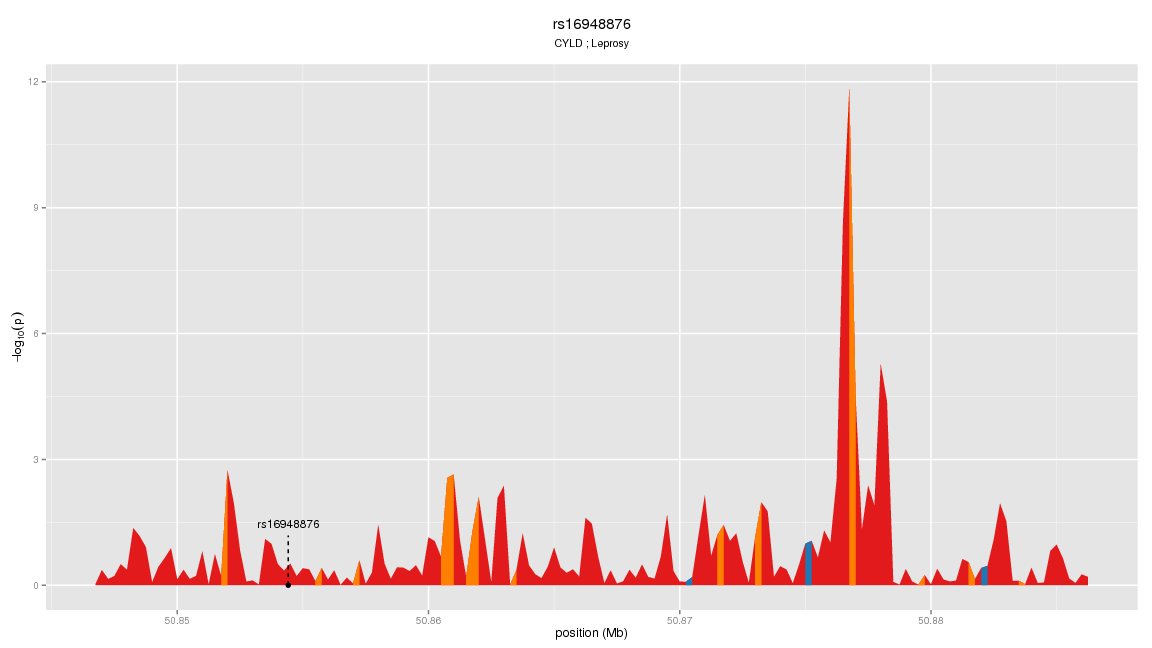 rs16948876
CYLD ; Leprosy
12
9
6
3
0
−log10(p)
rs16948876
50.85 50.86 50.87 50.88
position (Mb)